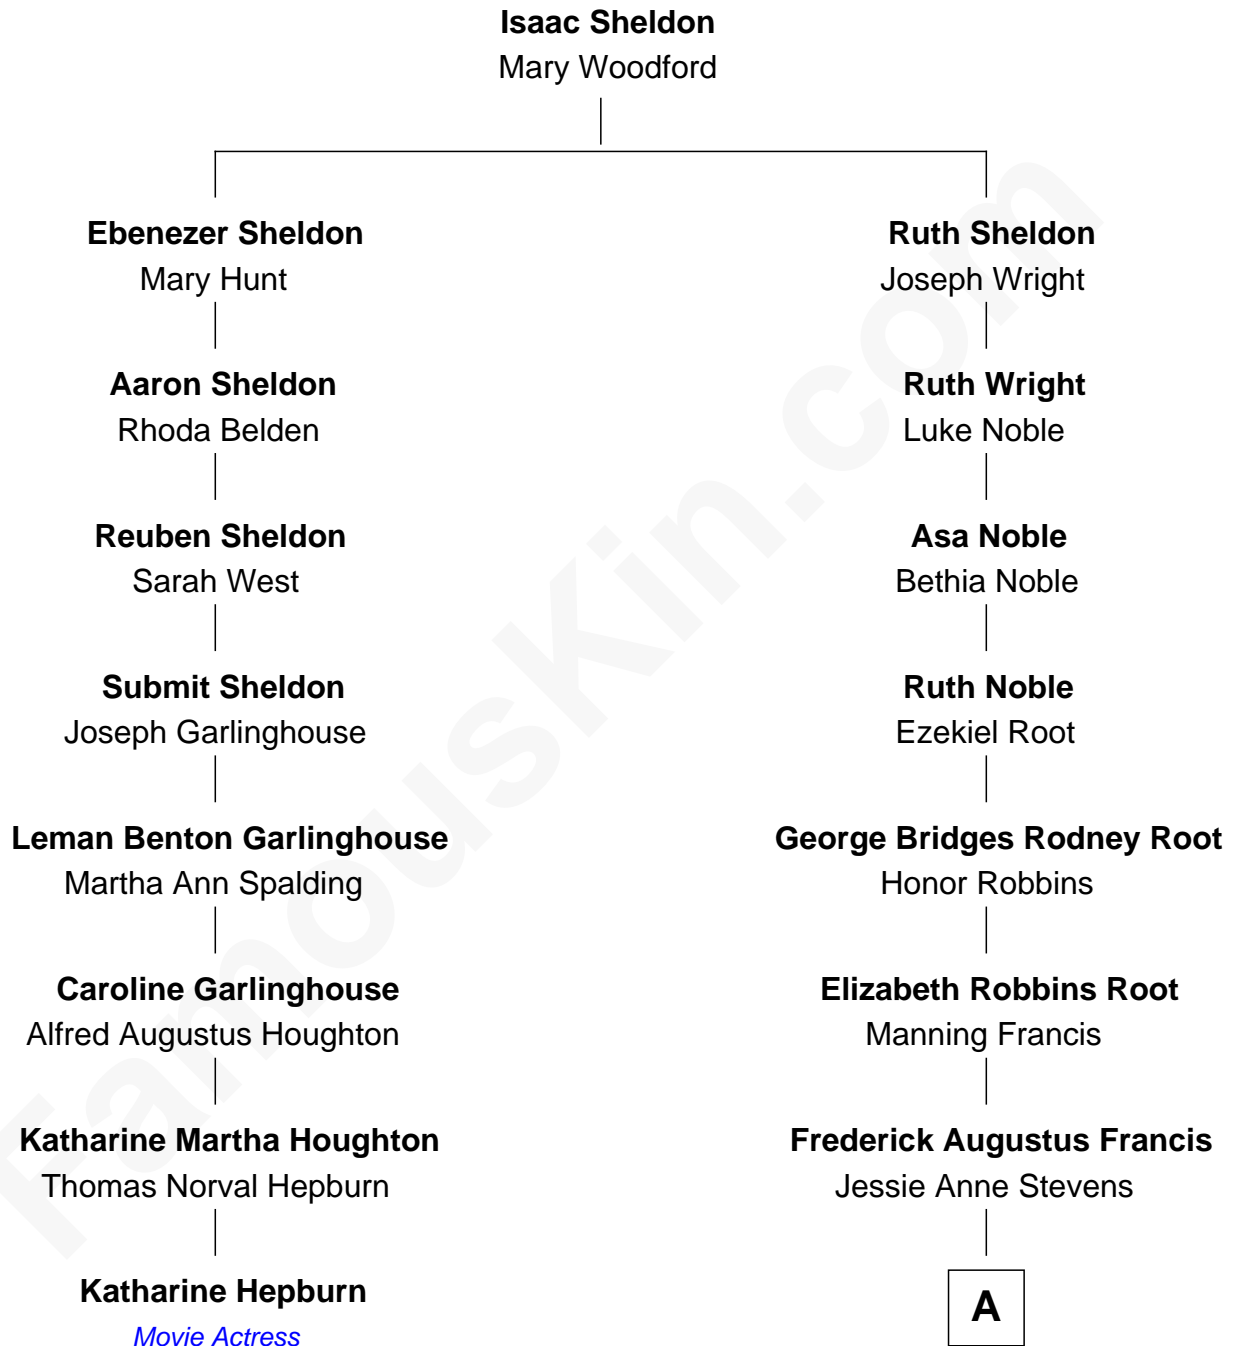 Isaac Sheldon
Mary Woodford
Ebenezer Sheldon
Mary Hunt
Ruth Sheldon
Joseph Wright
Aaron Sheldon
Rhoda Belden
Ruth Wright
Luke Noble
Reuben Sheldon
Sarah West
Asa Noble
Bethia Noble
Submit Sheldon
Joseph Garlinghouse
Ruth Noble
Ezekiel Root
Leman Benton Garlinghouse
Martha Ann Spalding
George Bridges Rodney Root
Honor Robbins
Caroline Garlinghouse
Alfred Augustus Houghton
Elizabeth Robbins Root
Manning Francis
Katharine Martha Houghton
Thomas Norval Hepburn
Frederick Augustus Francis
Jessie Anne Stevens
Katharine Hepburn
Movie Actress
A
FamousKin.com